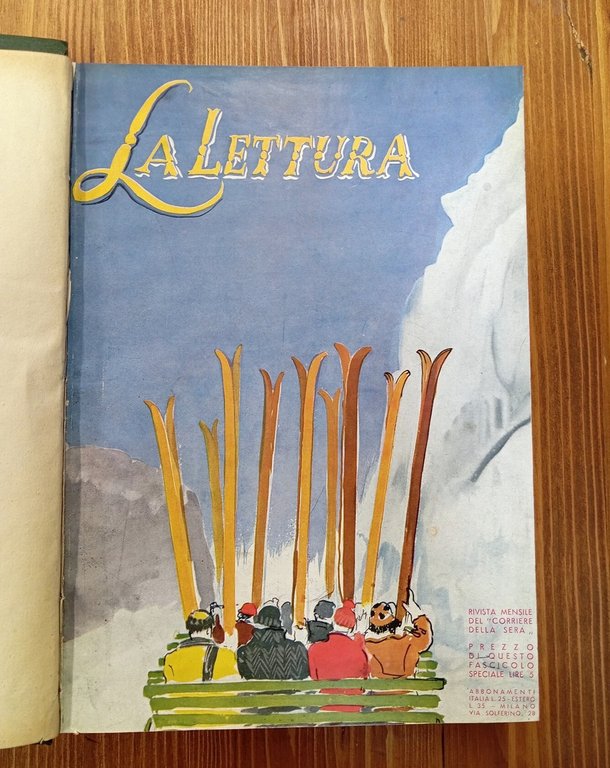 LA LETTURA
RIVISTA MENSILE
DEL "CORRIERE
DELLA SERA„
PREZZO
DI QUESTO
FASCICOLO
SPECIALE LIRE 5
ABBONAMENTI
ITALIA L. 25 - ESTERO
L. 35 - MILANO
VIA SOLFERINO, 28